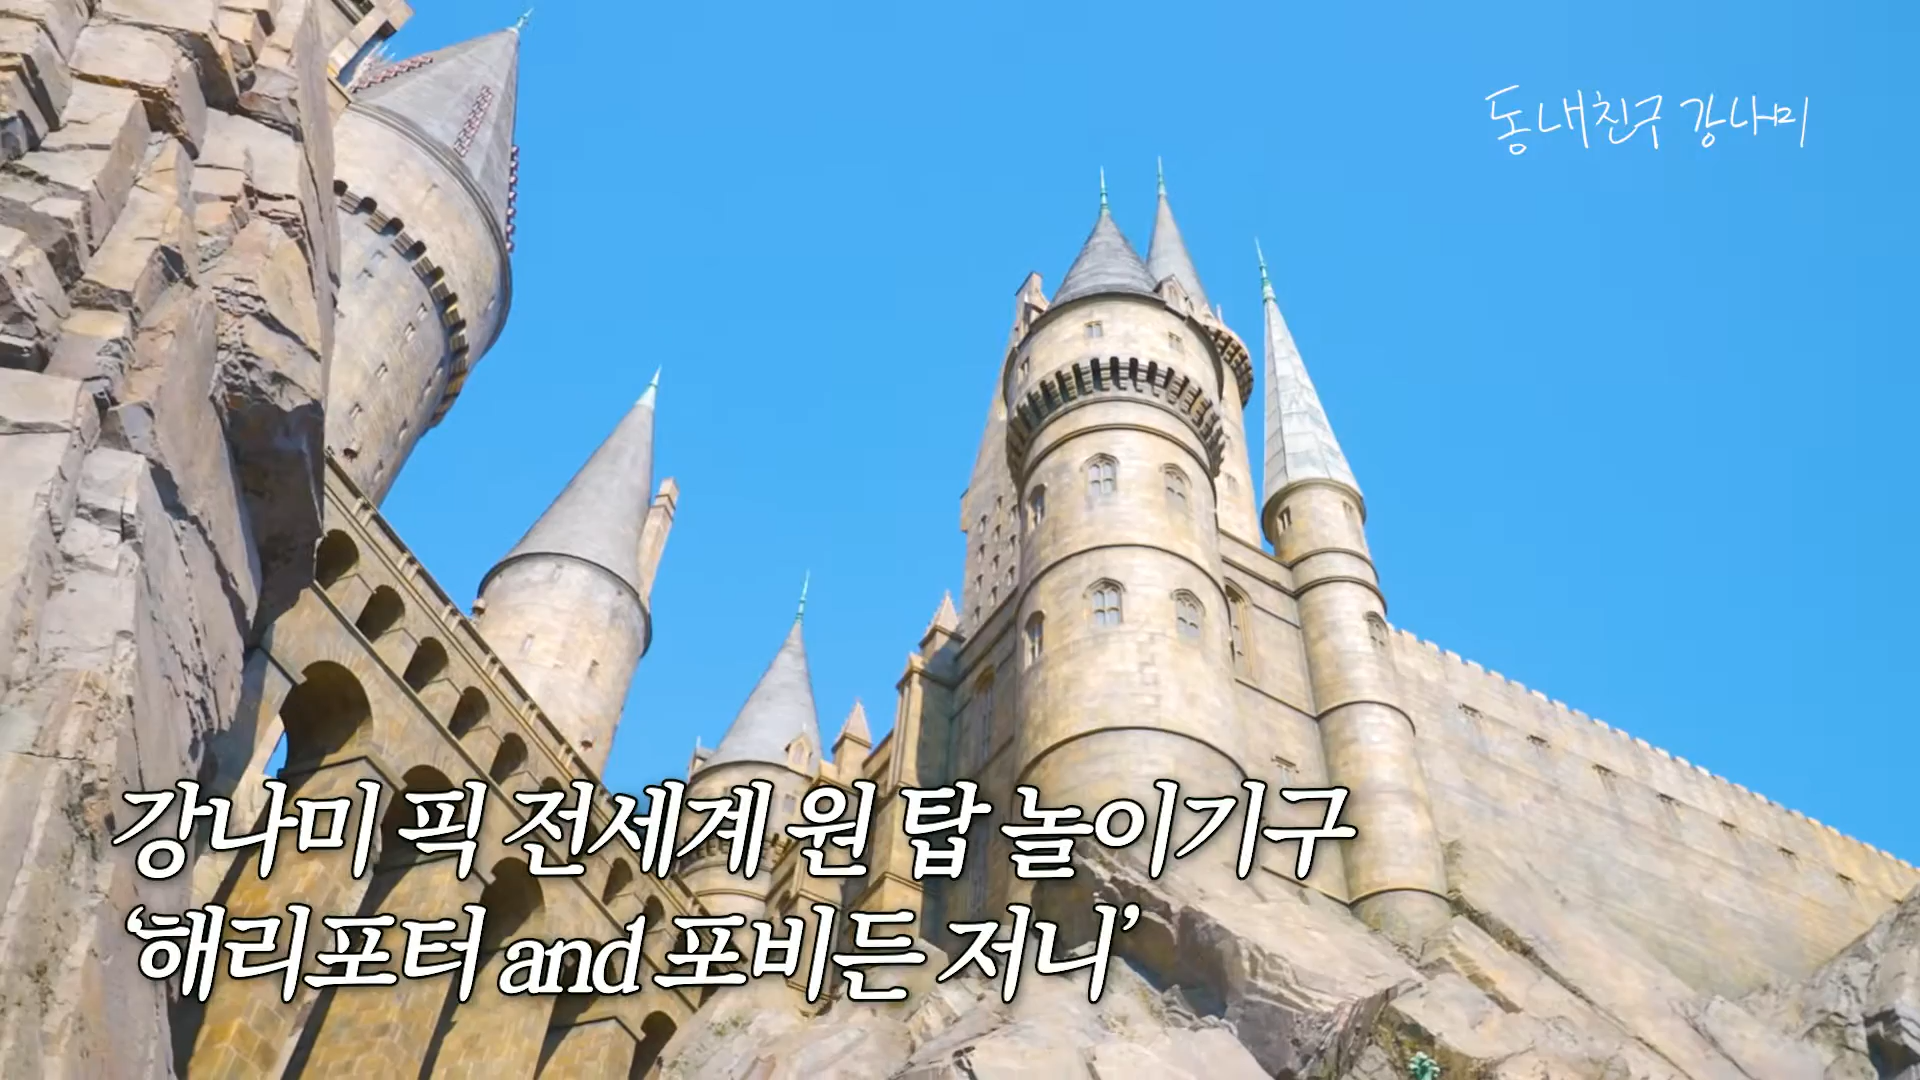 동네친구 강나미
강나미 픽 전세계 원 탑 놀이기구
‘해리포터 and 포비든 저니’